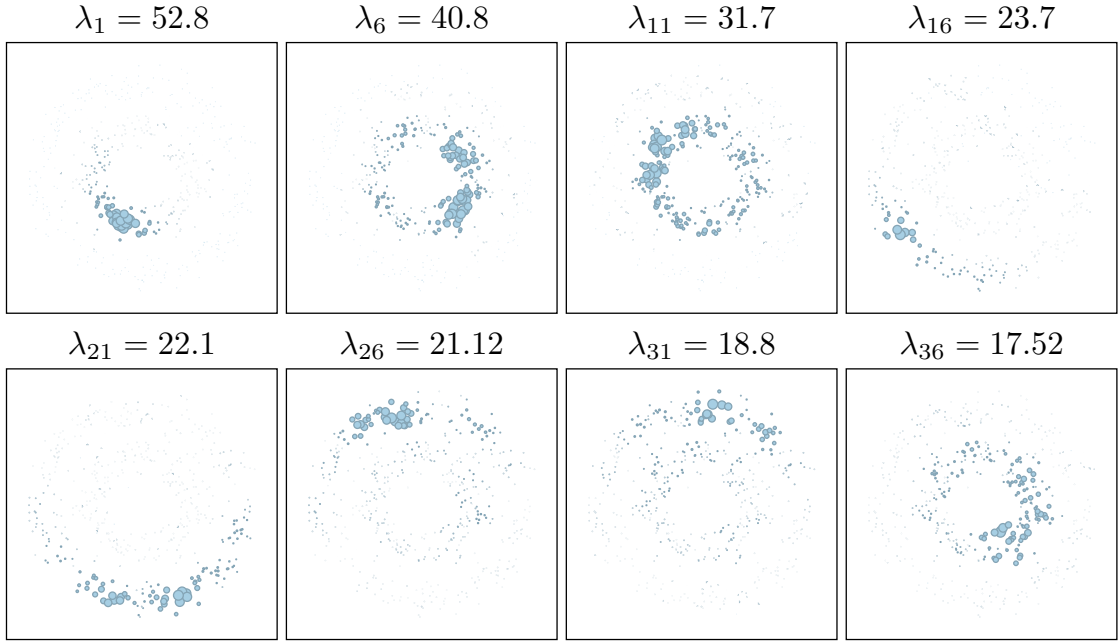 λ₁ = 52.8
λ₆ = 40.8
λ₁₁ = 31.7
λ₁₆ = 23.7
λ₂₁ = 22.1
λ₂₆ = 21.12
λ₃₁ = 18.8
λ₃₆ = 17.52